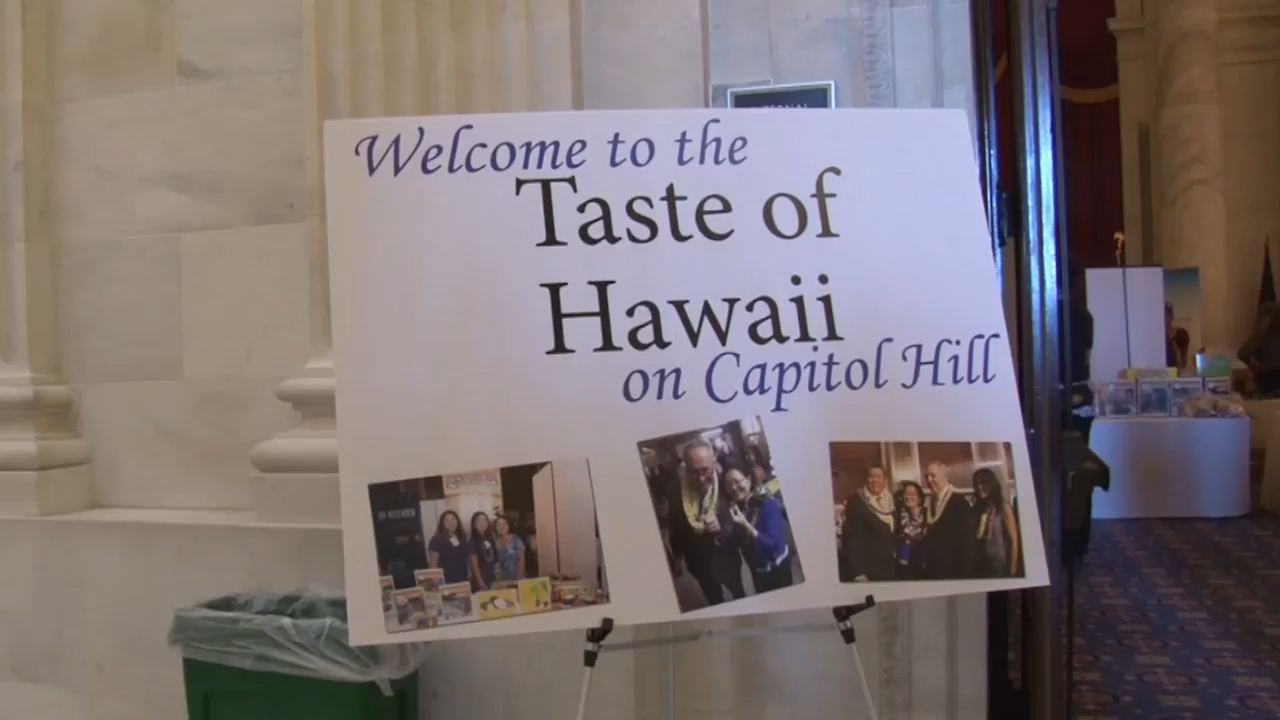 Welcome to the
Taste of
Hawaii
on Capitol Hill